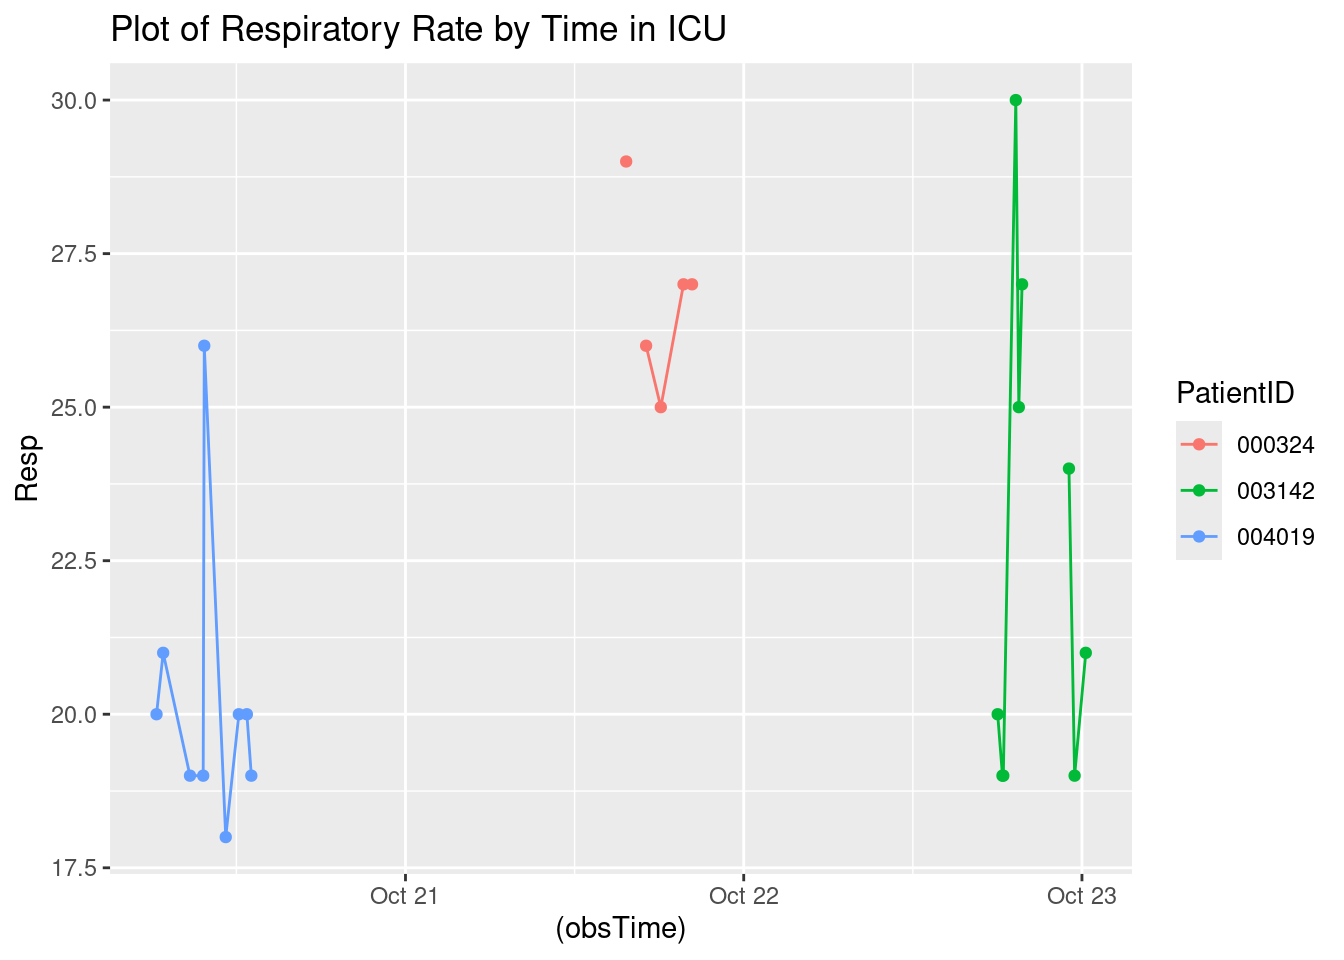 Plot of Respiratory Rate by Time in ICU
30.0
27.5
25.0
22.5
20.0
17.5
Resp
Oct 21 Oct 22 Oct 23
(obsTime)
PatientID
000324
003142
004019